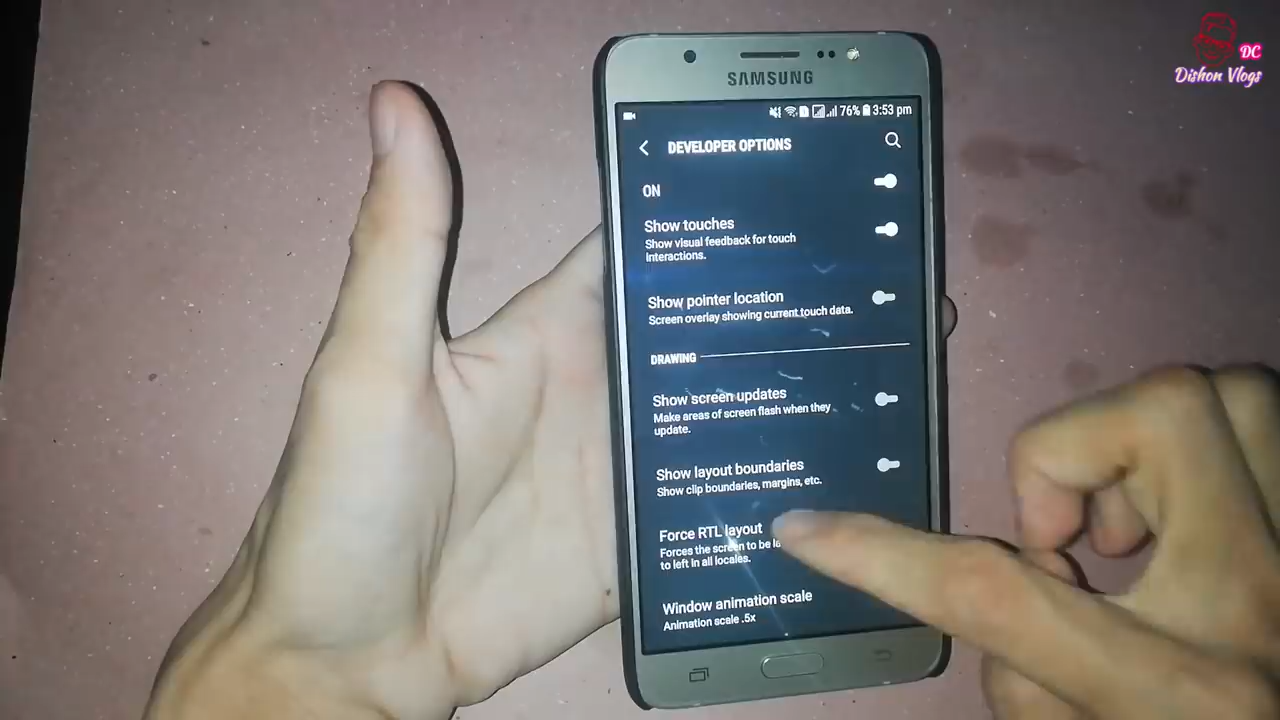 DC
Dishon Vlogs
SAMSUNG
76% 3:53 pm
DEVELOPER OPTIONS
ON
Show touches
Show visual feedback for touch
interactions.
Show pointer location
Screen overlay showing current touch data.
DRAWING
Show screen updates
Make areas of screen flash when they
update.
Show layout boundaries
Show clip boundaries, margins, etc.
Force RTL layout
Forces the screen to be
to left in all locales.
Window animation scale
Animation scale .5x